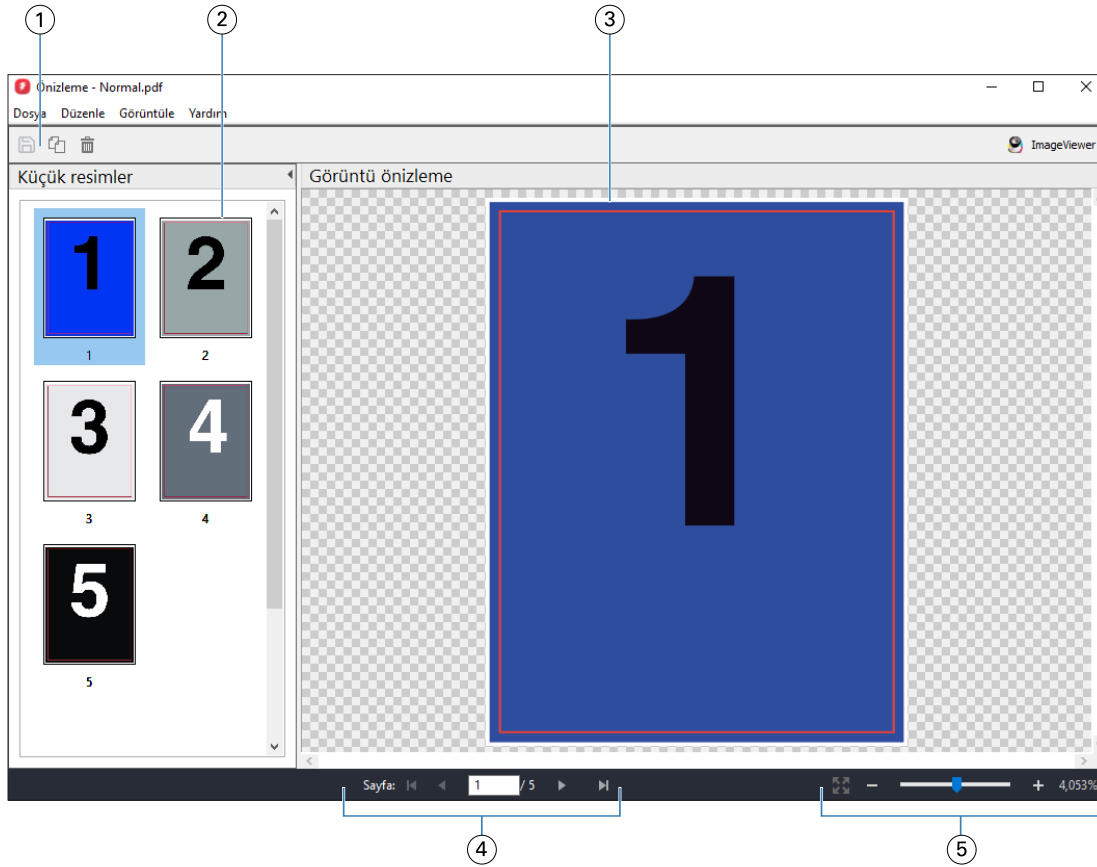 1 2 3
Önizleme - Normal.pdf
Dosya Düzenle Görüntüle Yardım
ImageViewer
Küçük resimler
Görüntü önizleme
1 2
1 2
3 4
3 4
5
5
1
Sayfa: 1 / 5
4,053%
4 5